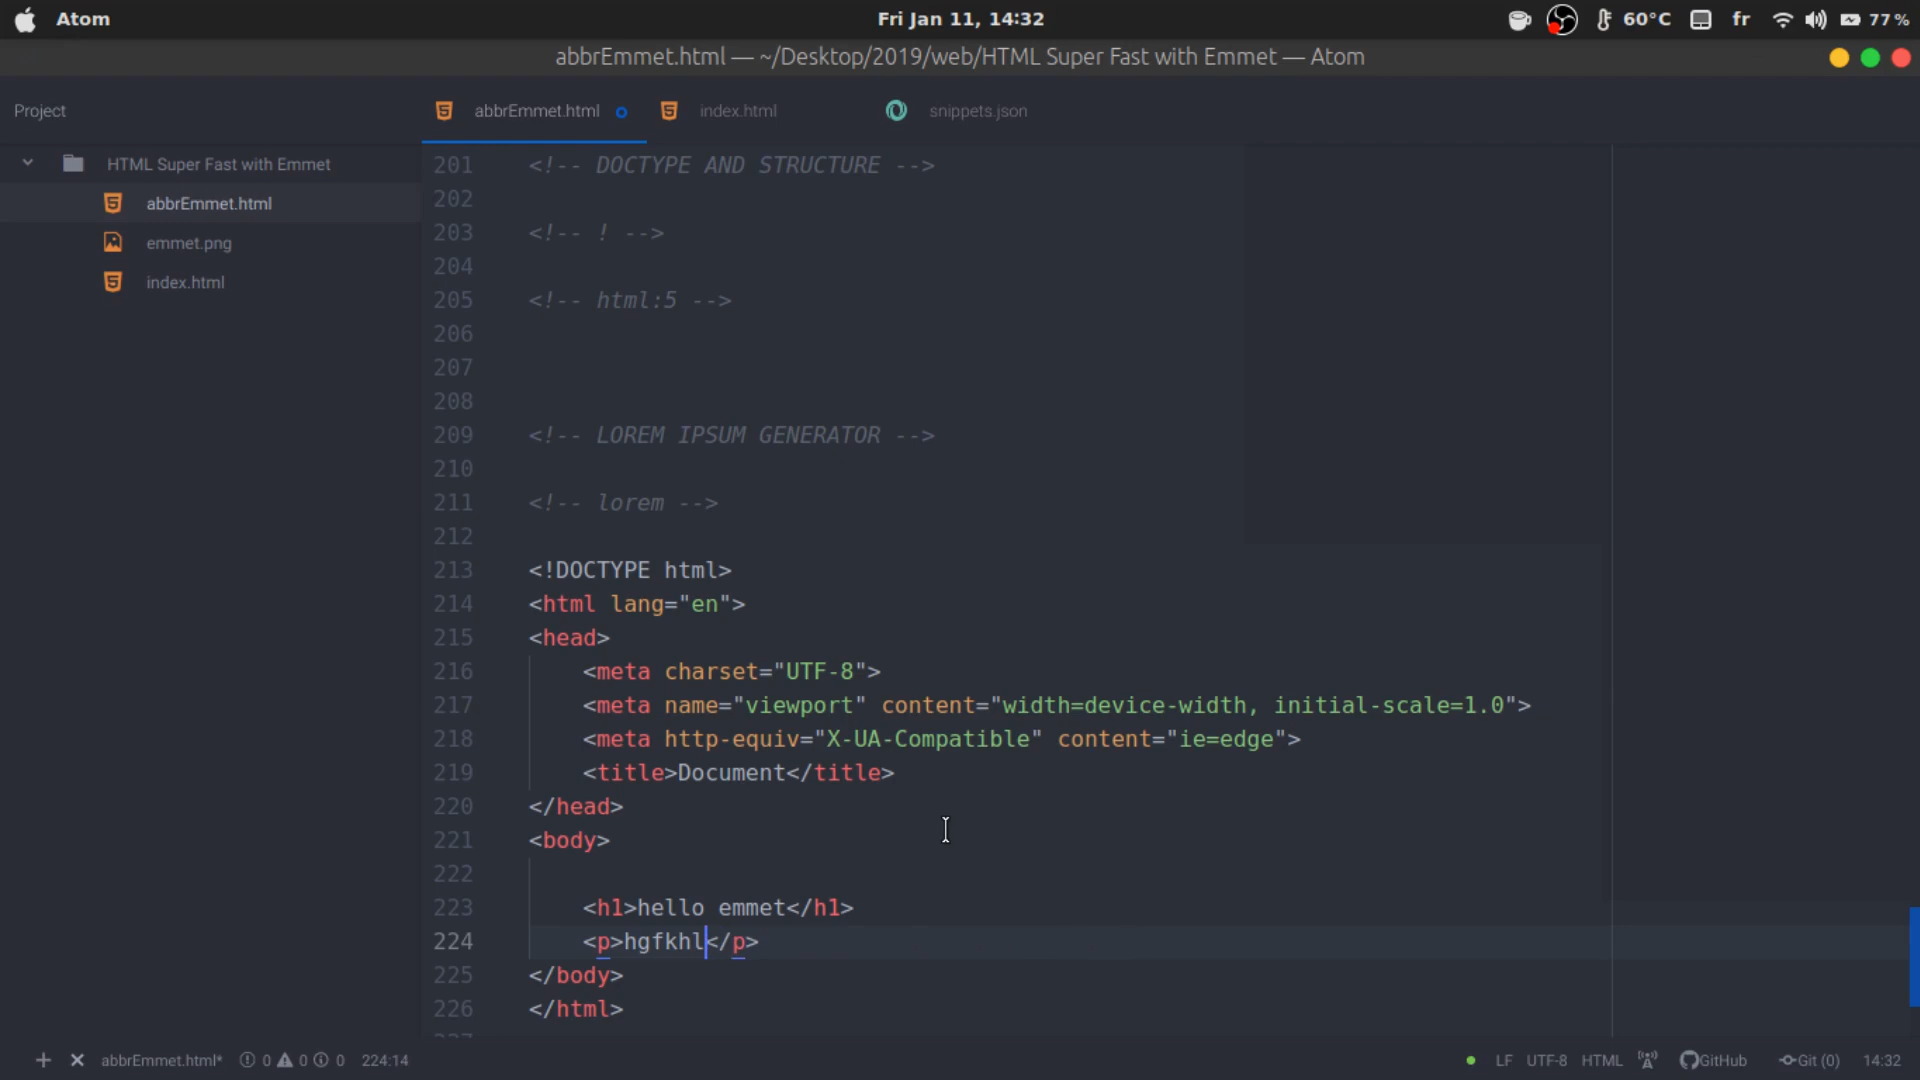 Atom Fri Jan 11, 14:32 60°C fr 77%
abbrEmmet.html — ~/Desktop/2019/web/HTML Super Fast with Emmet — Atom
Project abbrEmmet.html index.html snippets.json
HTML Super Fast with Emmet
abbrEmmet.html
emmet.png
index.html
201 <!-- DOCTYPE AND STRUCTURE -->
202
203 <!-- ! -->
204
205 <!-- html:5 -->
206
207
208
209 <!-- LOREM IPSUM GENERATOR -->
210
211 <!-- lorem -->
212
213 <!DOCTYPE html>
214 <html lang="en">
215 <head>
216 <meta charset="UTF-8">
217 <meta name="viewport" content="width=device-width, initial-scale=1.0">
218 <meta http-equiv="X-UA-Compatible" content="ie=edge">
219 <title>Document</title>
220 </head>
221 <body>
222
223 <h1>hello emmet</h1>
224 <p>hgfkhl</p>
225 </body>
226 </html>
abbrEmmet.html* 0 0 0 224:14 LF UTF-8 HTML GitHub Git (0) 14:32